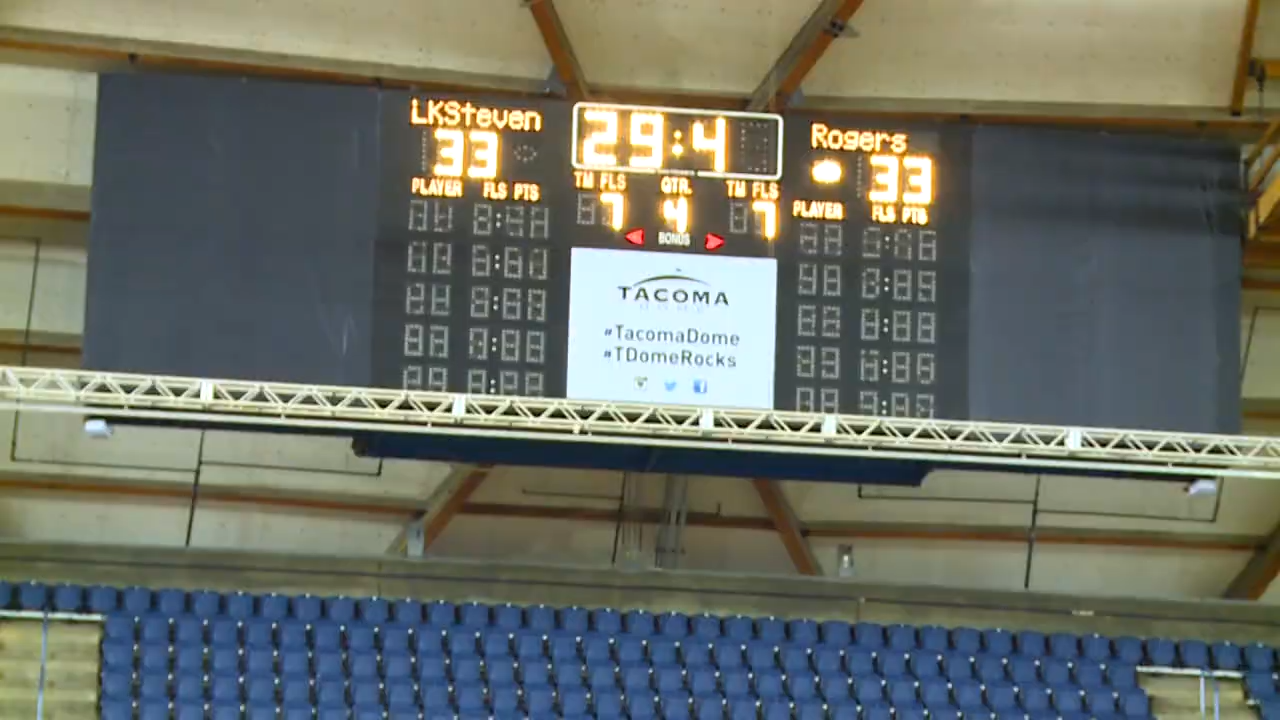 LKSteven
33
29:4
Rogers
33
PLAYER FLS PTS
TM FLS QTR. TM FLS
7 4 7
BONUS
PLAYER FLS PTS
TACOMA
DOME
#TacomaDome
#TDomeRocks